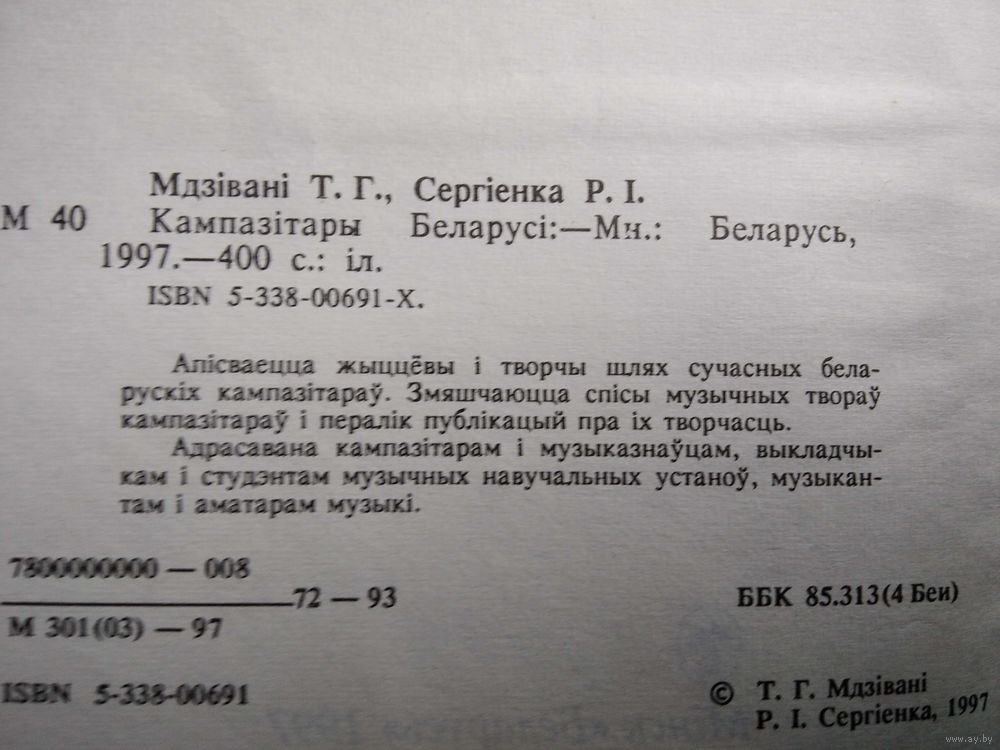 Мдзівані Т. Г., Сергіенка Р. І.
М 40 Кампазітары Беларусі:—Мн.: Беларусь,
1997.—400 с.: іл.
ISBN 5-338-00691-X.
Апісваецца жыццёвы і творчы шлях сучасных бела-
рускіх кампазітараў. Змяшчаюцца спісы музычных твораў
кампазітараў і пералік публікацый пра іх творчасць.
Адрасавана кампазітарам і музыказнаўцам, выкладчы-
кам і студэнтам музычных навучальных устаноў, музыкан-
там і аматарам музыкі.
7800000000 — 008
72 — 93
М 301(03) — 97
ББК 85.313(4 Беи)
ISBN 5-338-00691
© Т. Г. Мдзівані
Р. І. Сергіенка, 1997
www.ay.by